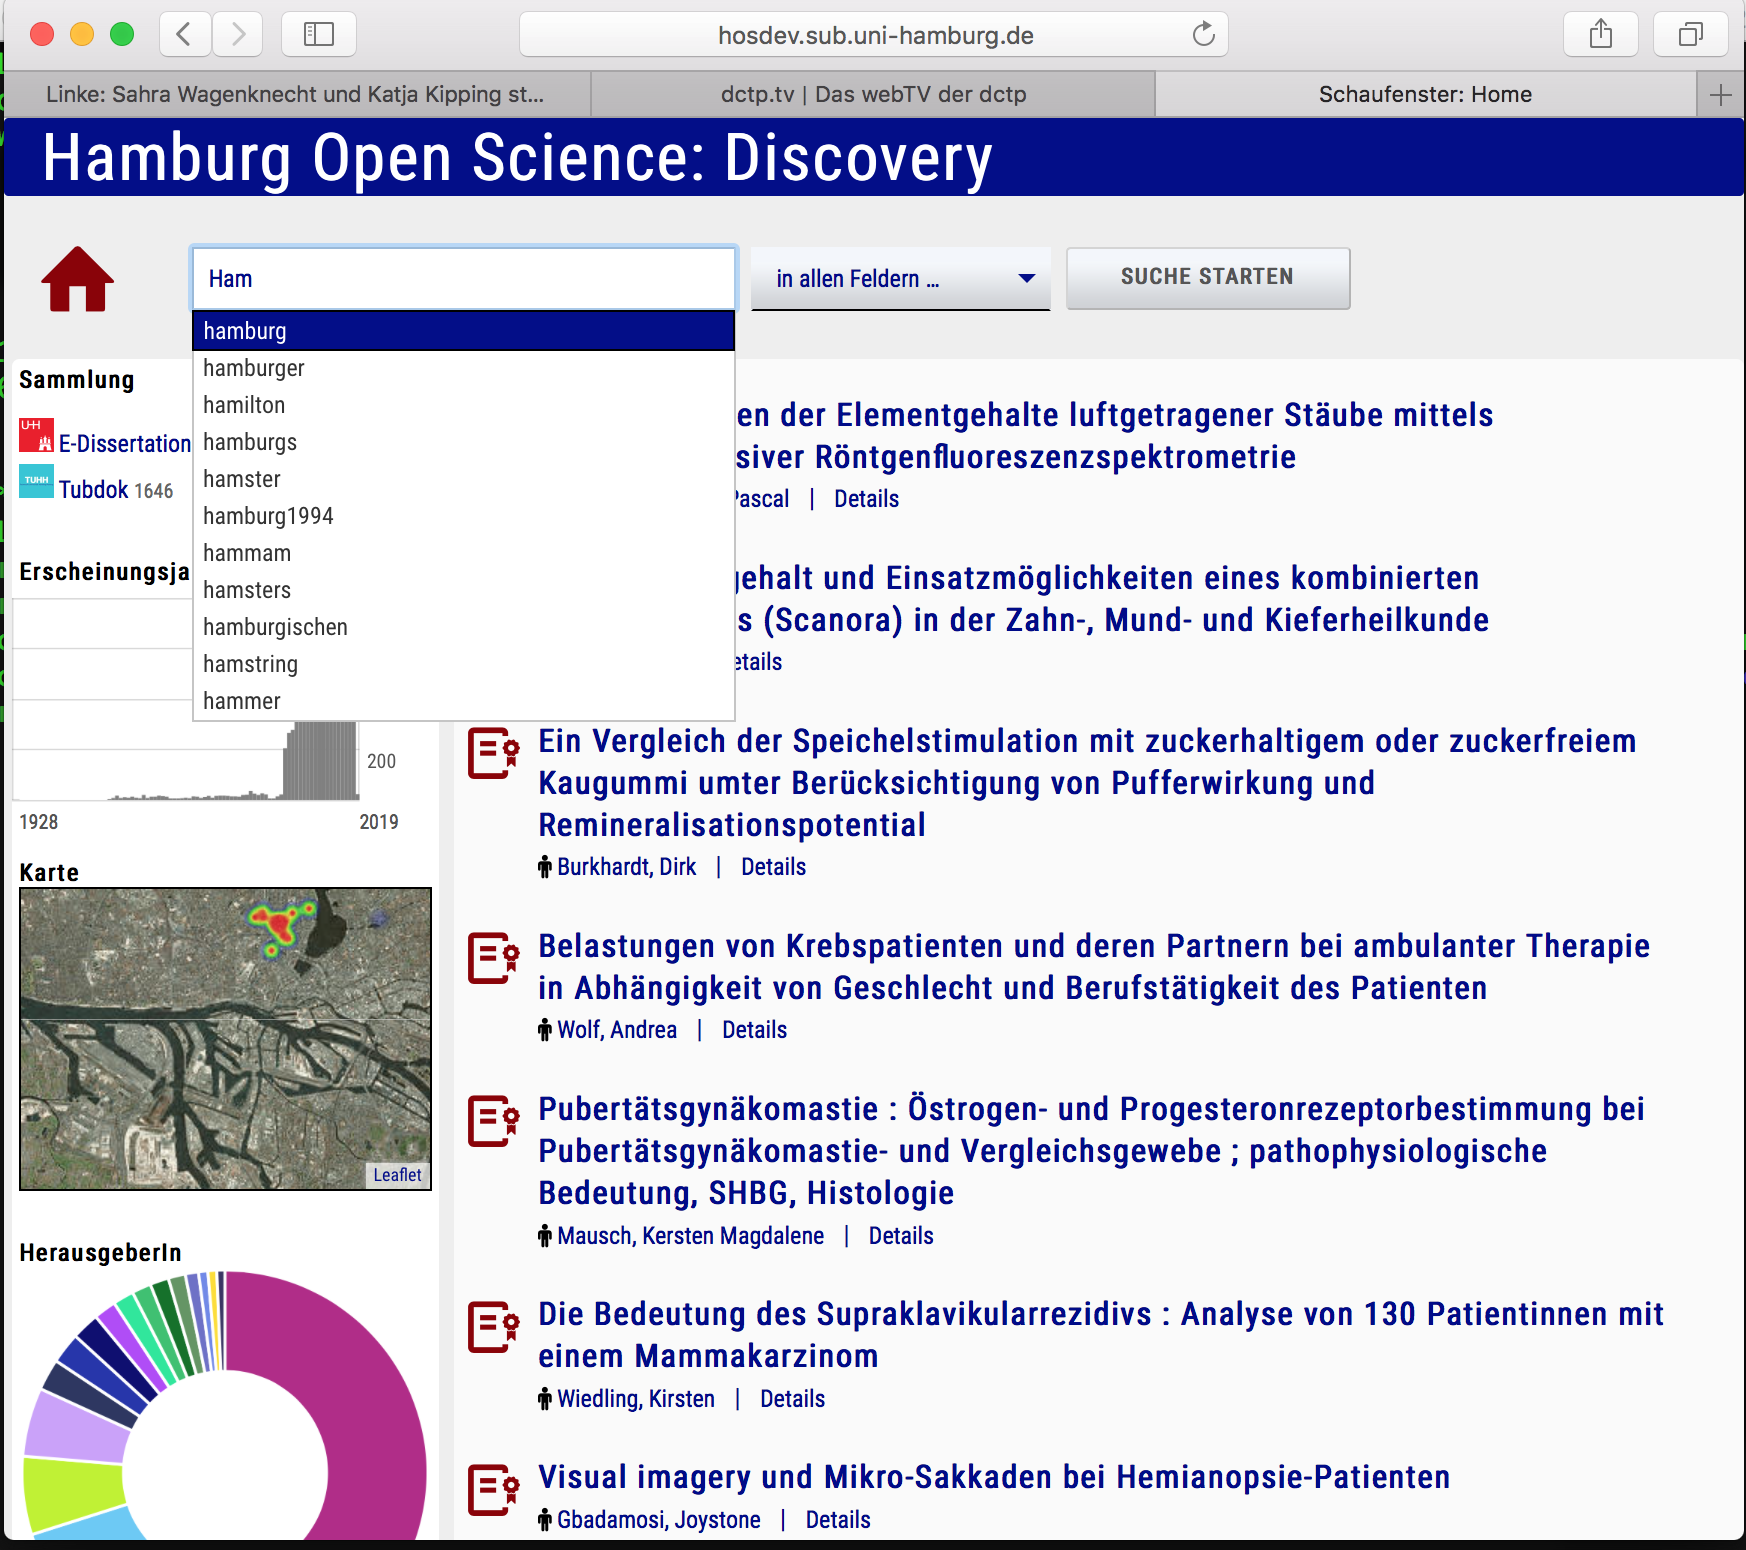 hosdev.sub.uni-hamburg.de
Linke: Sahra Wagenknecht und Katja Kipping st...
dctp.tv | Das webTV der dctp
Schaufenster: Home
Hamburg Open Science: Discovery
Ham
in allen Feldern ...
SUCHE STARTEN
hamburg
hamburger
hamilton
hamburgs
hamster
hamburg1994
hammam
hamsters
hamburgischen
hamstring
hammer
Sammlung
UHH
E-Dissertation
TUHH
Tubdok 1646
Erscheinungsja
200
1928
2019
Karte
Leaflet
HerausgeberIn
en der Elementgehalte luftgetragener Stäube mittels
siver Röntgenfluoreszenzspektrometrie
Pascal | Details
gehalt und Einsatzmöglichkeiten eines kombinierten
s (Scanora) in der Zahn-, Mund- und Kieferheilkunde
etails
Ein Vergleich der Speichelstimulation mit zuckerhaltigem oder zuckerfreiem
Kaugummi umter Berücksichtigung von Pufferwirkung und
Remineralisationspotential
Burkhardt, Dirk | Details
Belastungen von Krebspatienten und deren Partnern bei ambulanter Therapie
in Abhängigkeit von Geschlecht und Berufstätigkeit des Patienten
Wolf, Andrea | Details
Pubertätsgynäkomastie : Östrogen- und Progesteronrezeptorbestimmung bei
Pubertätsgynäkomastie- und Vergleichsgewebe ; pathophysiologische
Bedeutung, SHBG, Histologie
Mausch, Kersten Magdalene | Details
Die Bedeutung des Supraklavikularrezidivs : Analyse von 130 Patientinnen mit
einem Mammakarzinom
Wiedling, Kirsten | Details
Visual imagery und Mikro-Sakkaden bei Hemianopsie-Patienten
Gbadamosi, Joystone | Details